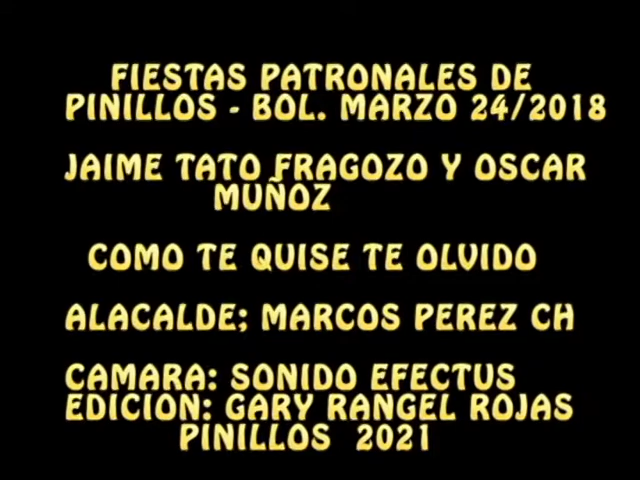 FIESTAS PATRONALES DE
PINILLOS - BOL. MARZO 24/2018
JAIME TATO FRAGOZO Y OSCAR
MUÑOZ
COMO TE QUISE TE OLVIDO
ALACALDE; MARCOS PEREZ CH
CAMARA: SONIDO EFECTUS
EDICION: GARY RANGEL ROJAS
PINILLOS 2021